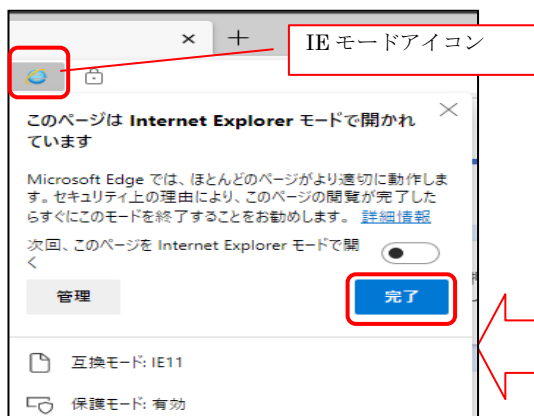 IE モードアイコン
このページは Internet Explorer モードで開かれ
ています
Microsoft Edge では、ほとんどのページがより適切に動作しま
す。セキュリティ上の理由により、このページの閲覧が完了した
らすぐにこのモードを終了することをお勧めします。 詳細情報
次回、このページを Internet Explorer モードで開
く
管理
完了
互換モード: IE11
保護モード: 有効